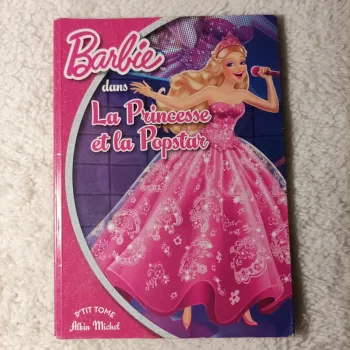 Barbie
dans
La Princesse
et la Popstar
P'TIT TOME
Albin Michel